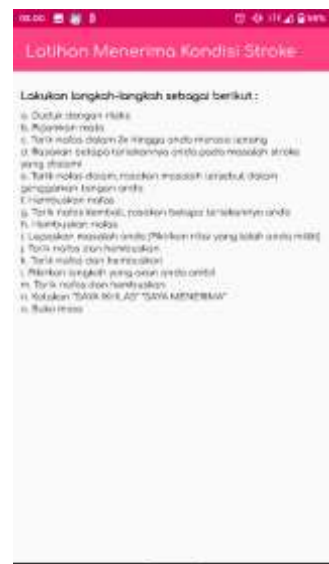 Latihan Menerima Kondisi Stroke
Lakukan langkah-langkah sebagai berikut :
a. Duduk dengan rileks
b. Pejamkan mata
c. Tarik nafas dalam 2x hingga anda merasa tenang
d. Rasakan betapa tertekannya anda pada masalah stroke
yang dialami
e. Tarik nafas dalam, rasakan masalah tersebut dalam
genggaman tangan anda
f. Hembuskan nafas
g. Tarik nafas kembali, rasakan betapa tertekannya anda
h. Hembuskan nafas
i. Lepaskan masalah anda (Pikirkan nilai yang telah anda miliki)
j. Tarik nafas dan hembuskan
k. Tarik nafas dan hembuskan
l. Pikirkan langkah yang akan anda ambil
m. Tarik nafas dan hembuskan
n. Katakan "SAYA IKHLAS" "SAYA MENERIMA"
o. Buka mata